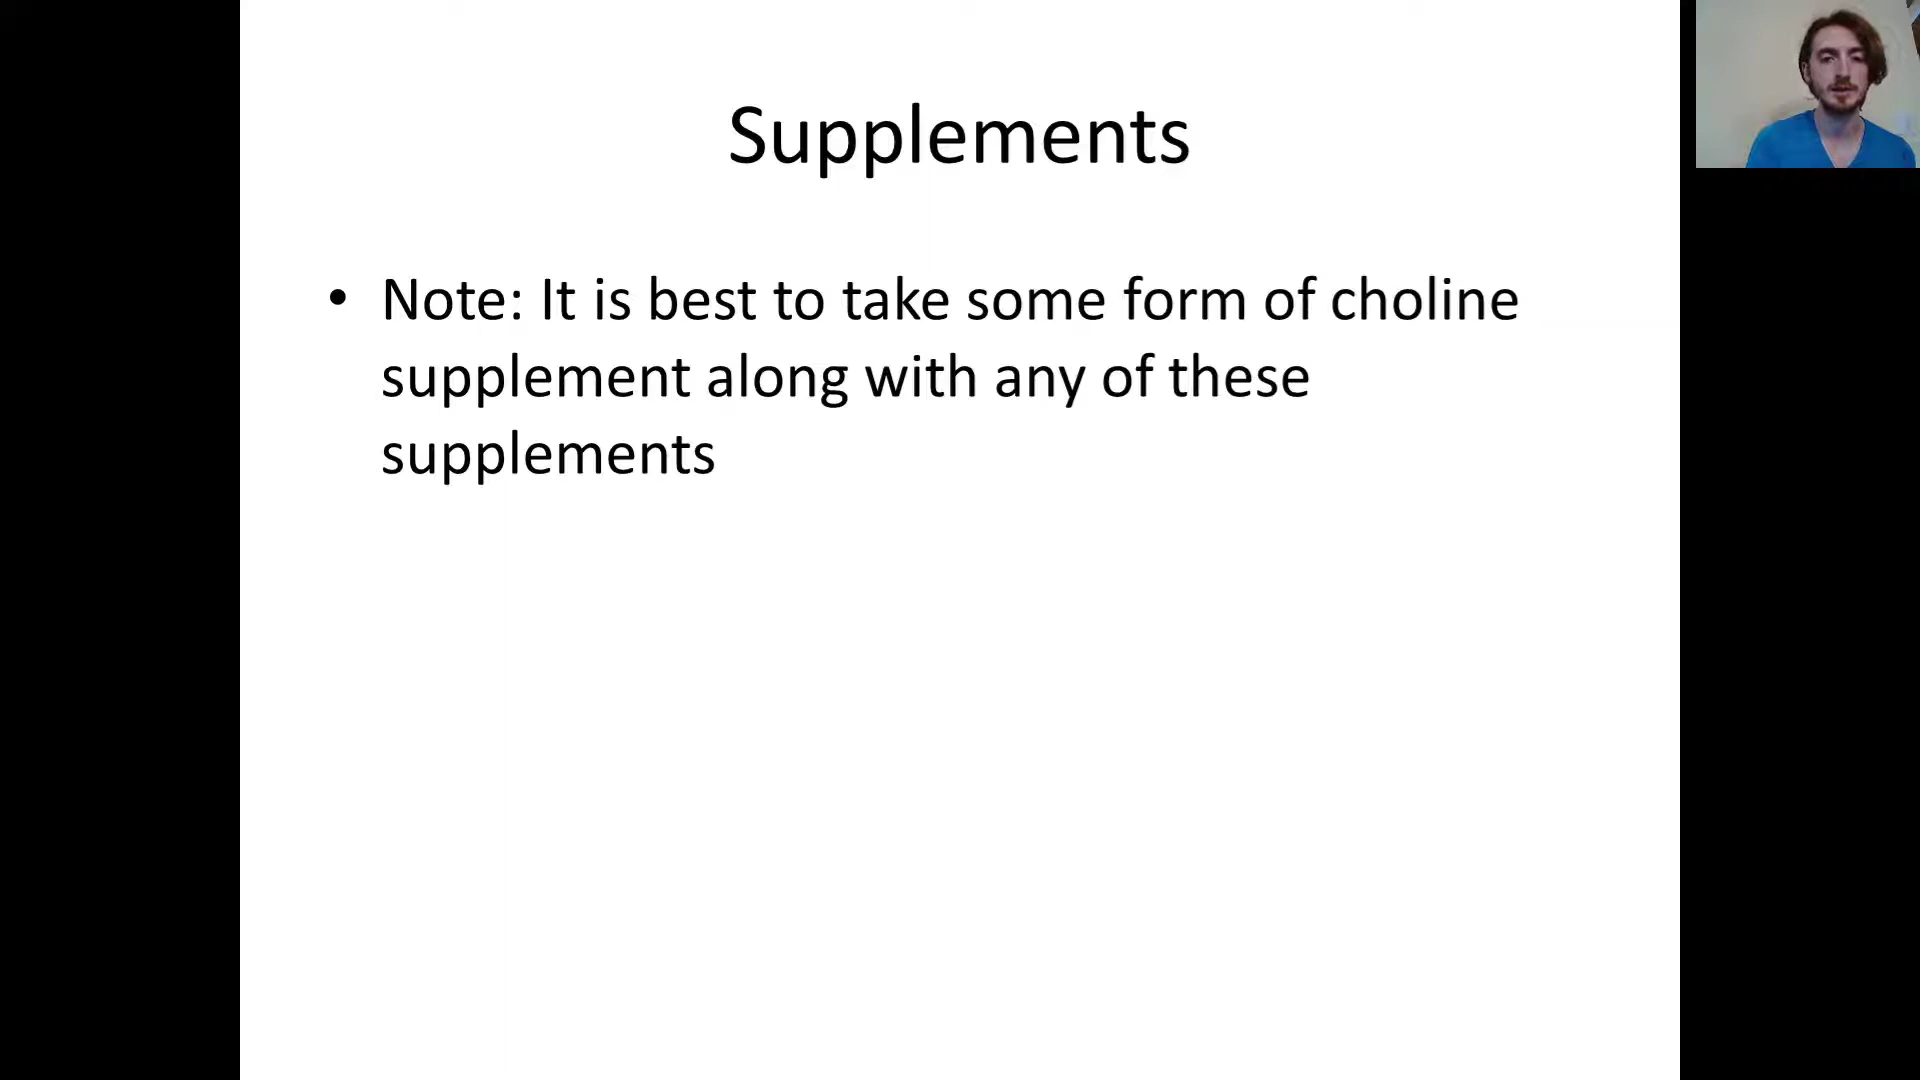 Supplements
• Note: It is best to take some form of choline
supplement along with any of these
supplements